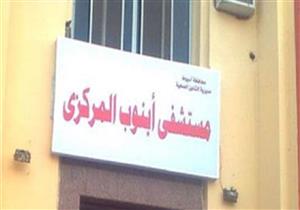 محافظة أسيوط
مديرية الشئون الصحية
مستشفى أبنوب المركزى